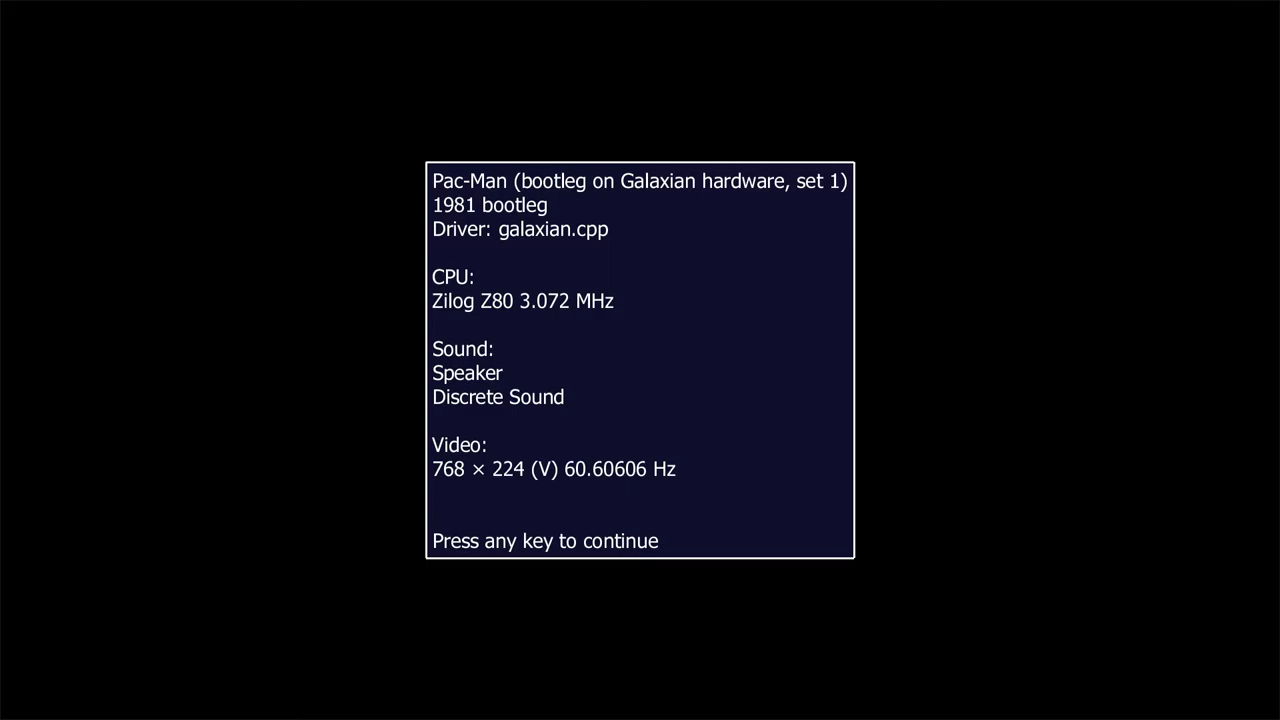 Pac-Man (bootleg on Galaxian hardware, set 1)
1981 bootleg
Driver: galaxian.cpp
CPU:
Zilog Z80 3.072 MHz
Sound:
Speaker
Discrete Sound
Video:
768 × 224 (V) 60.60606 Hz
Press any key to continue